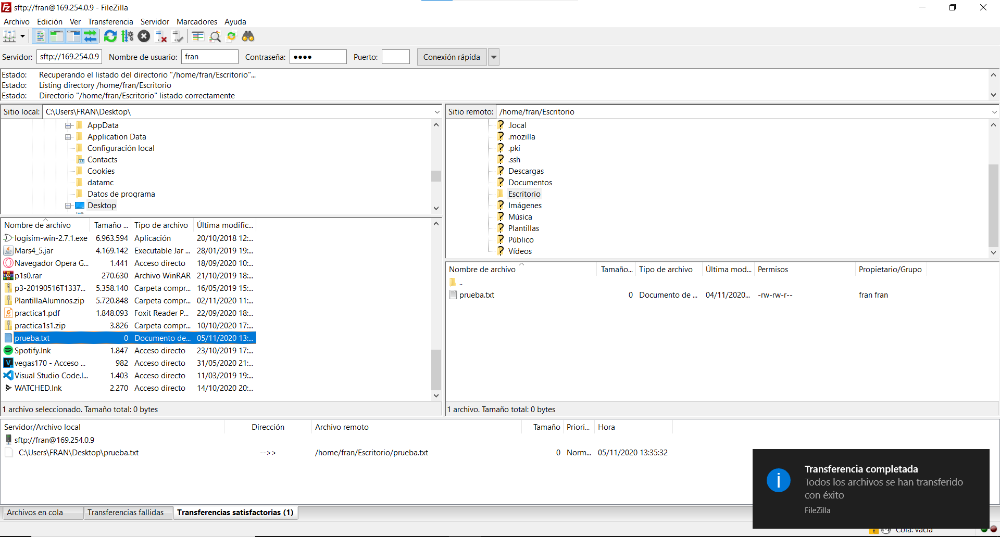 sftp://fran@169.254.0.9 - FileZilla
Archivo Edición Ver Transferencia Servidor Marcadores Ayuda
Servidor: sftp://169.254.0.9 Nombre de usuario: fran Contraseña: ●●●● Puerto: Conexión rápida
Estado: Recuperando el listado del directorio "/home/fran/Escritorio"...
Estado: Listing directory /home/fran/Escritorio
Estado: Directorio "/home/fran/Escritorio" listado correctamente
Sitio local: C:\Users\FRAN\Desktop\
AppData
Application Data
Configuración local
Contacts
Cookies
datamc
Datos de programa
Desktop
Nombre de archivo Tamaño ... Tipo de archivo Última modific...
logisim-win-2.7.1.exe 6.963.594 Aplicación 20/10/2018 12:...
Mars4_5.jar 4.169.142 Executable Jar ... 28/01/2019 19:...
Navegador Opera G... 1.441 Acceso directo 18/09/2020 10:...
p1s0.rar 270.630 Archivo WinRAR 21/10/2019 18:...
p3-20190516T1337... 5.358.140 Carpeta compr... 16/05/2019 15:...
PlantillaAlumnos.zip 5.720.848 Carpeta compr... 02/11/2020 11:...
practica1.pdf 1.848.093 Foxit Reader P... 22/09/2020 18:...
practica1s1.zip 3.826 Carpeta compr... 10/10/2020 17:...
prueba.txt 0 Documento de... 05/11/2020 13:...
Spotify.lnk 1.847 Acceso directo 23/10/2019 17:...
vegas170 - Acceso ... 982 Acceso directo 31/05/2020 21:...
Visual Studio Code.l... 1.403 Acceso directo 11/03/2019 19:...
WATCHED.lnk 2.270 Acceso directo 14/10/2020 20:...
1 archivo seleccionado. Tamaño total: 0 bytes
Sitio remoto: /home/fran/Escritorio
.local
.mozilla
.pki
.ssh
Descargas
Documentos
Escritorio
Imágenes
Música
Plantillas
Público
Vídeos
Nombre de archivo Tamaño... Tipo de archivo Última mod... Permisos Propietario/Grupo
..
prueba.txt 0 Documento de ... 04/11/2020... -rw-rw-r-- fran fran
1 archivo. Tamaño total: 0 bytes
Servidor/Archivo local Dirección Archivo remoto Tamaño Priori... Hora
sftp://fran@169.254.0.9
C:\Users\FRAN\Desktop\prueba.txt -->> /home/fran/Escritorio/prueba.txt 0 Norm... 05/11/2020 13:35:32
Transferencia completada
Todos los archivos se han transferido
con éxito
FileZilla
Archivos en cola Transferencias fallidas Transferencias satisfactorias (1)
Cola: vacía